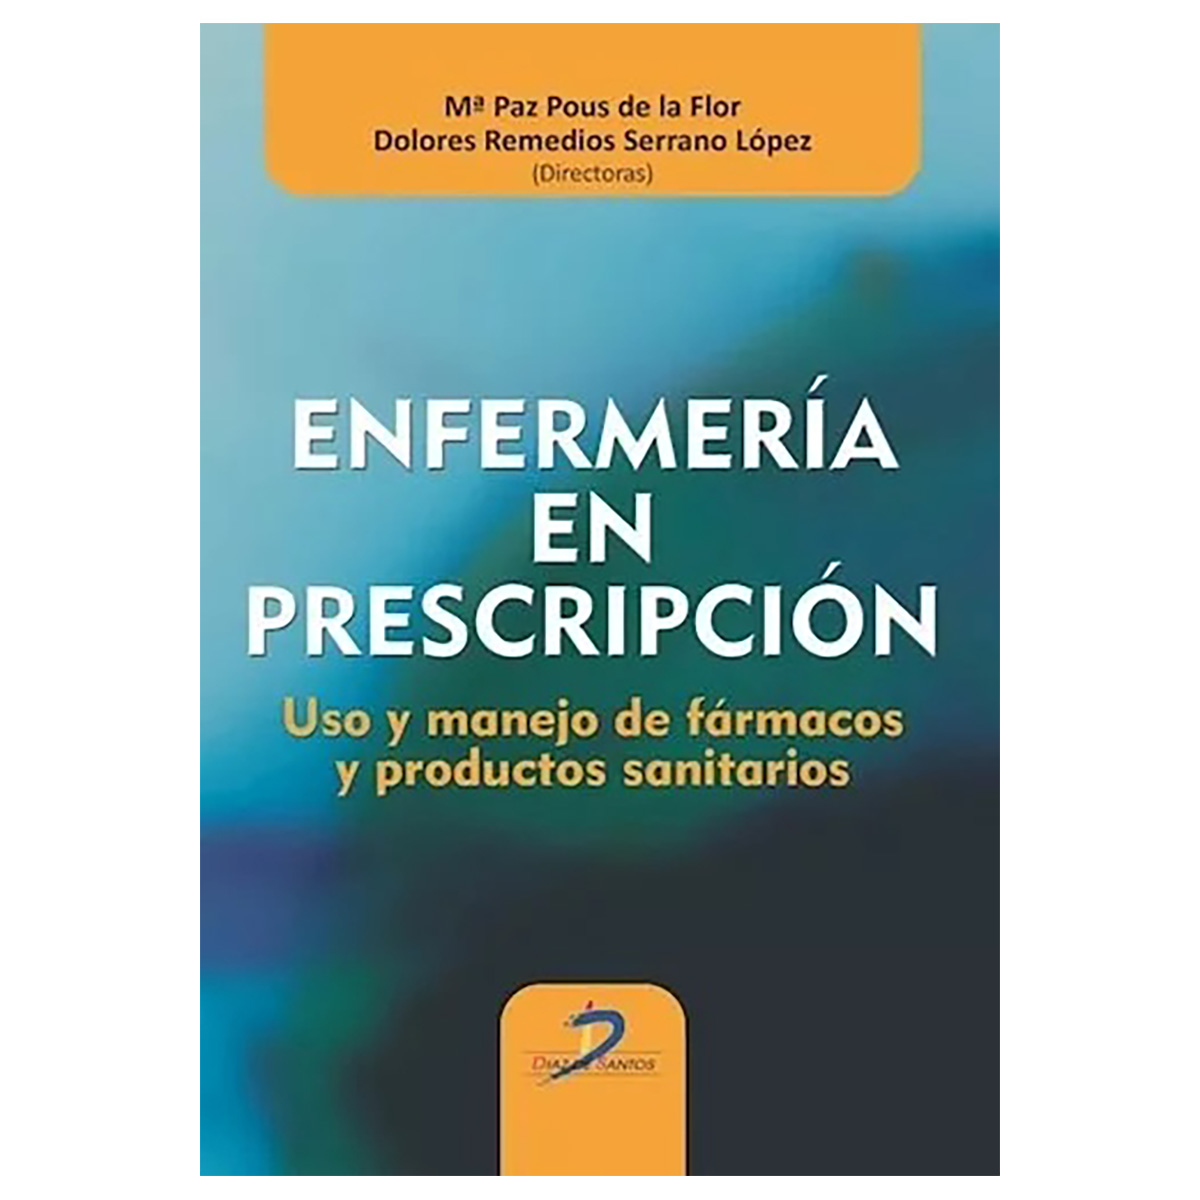 Mª Paz Pous de la Flor
Dolores Remedios Serrano López
(Directoras)
ENFERMERÍA
EN
PRESCRIPCIÓN
Uso y manejo de fármacos
y productos sanitarios
DIAZ DE SANTOS